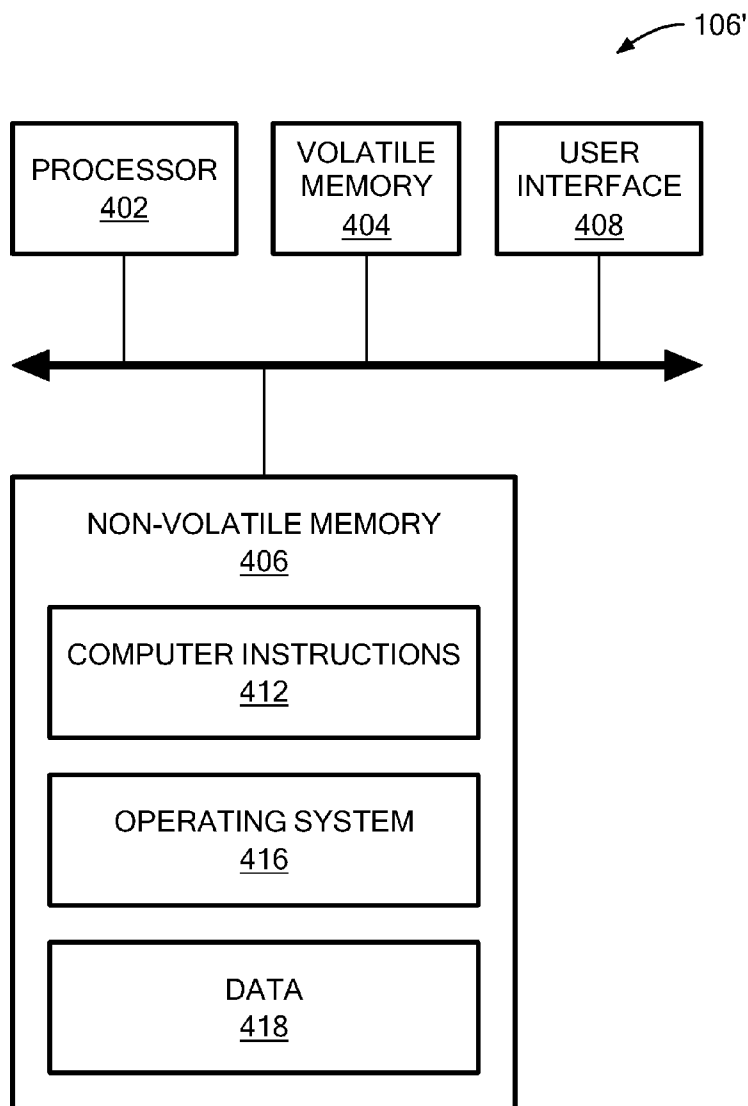 106'
PROCESSOR
402
VOLATILE
MEMORY
404
USER
INTERFACE
408
NON-VOLATILE MEMORY
406
COMPUTER INSTRUCTIONS
412
OPERATING SYSTEM
416
DATA
418